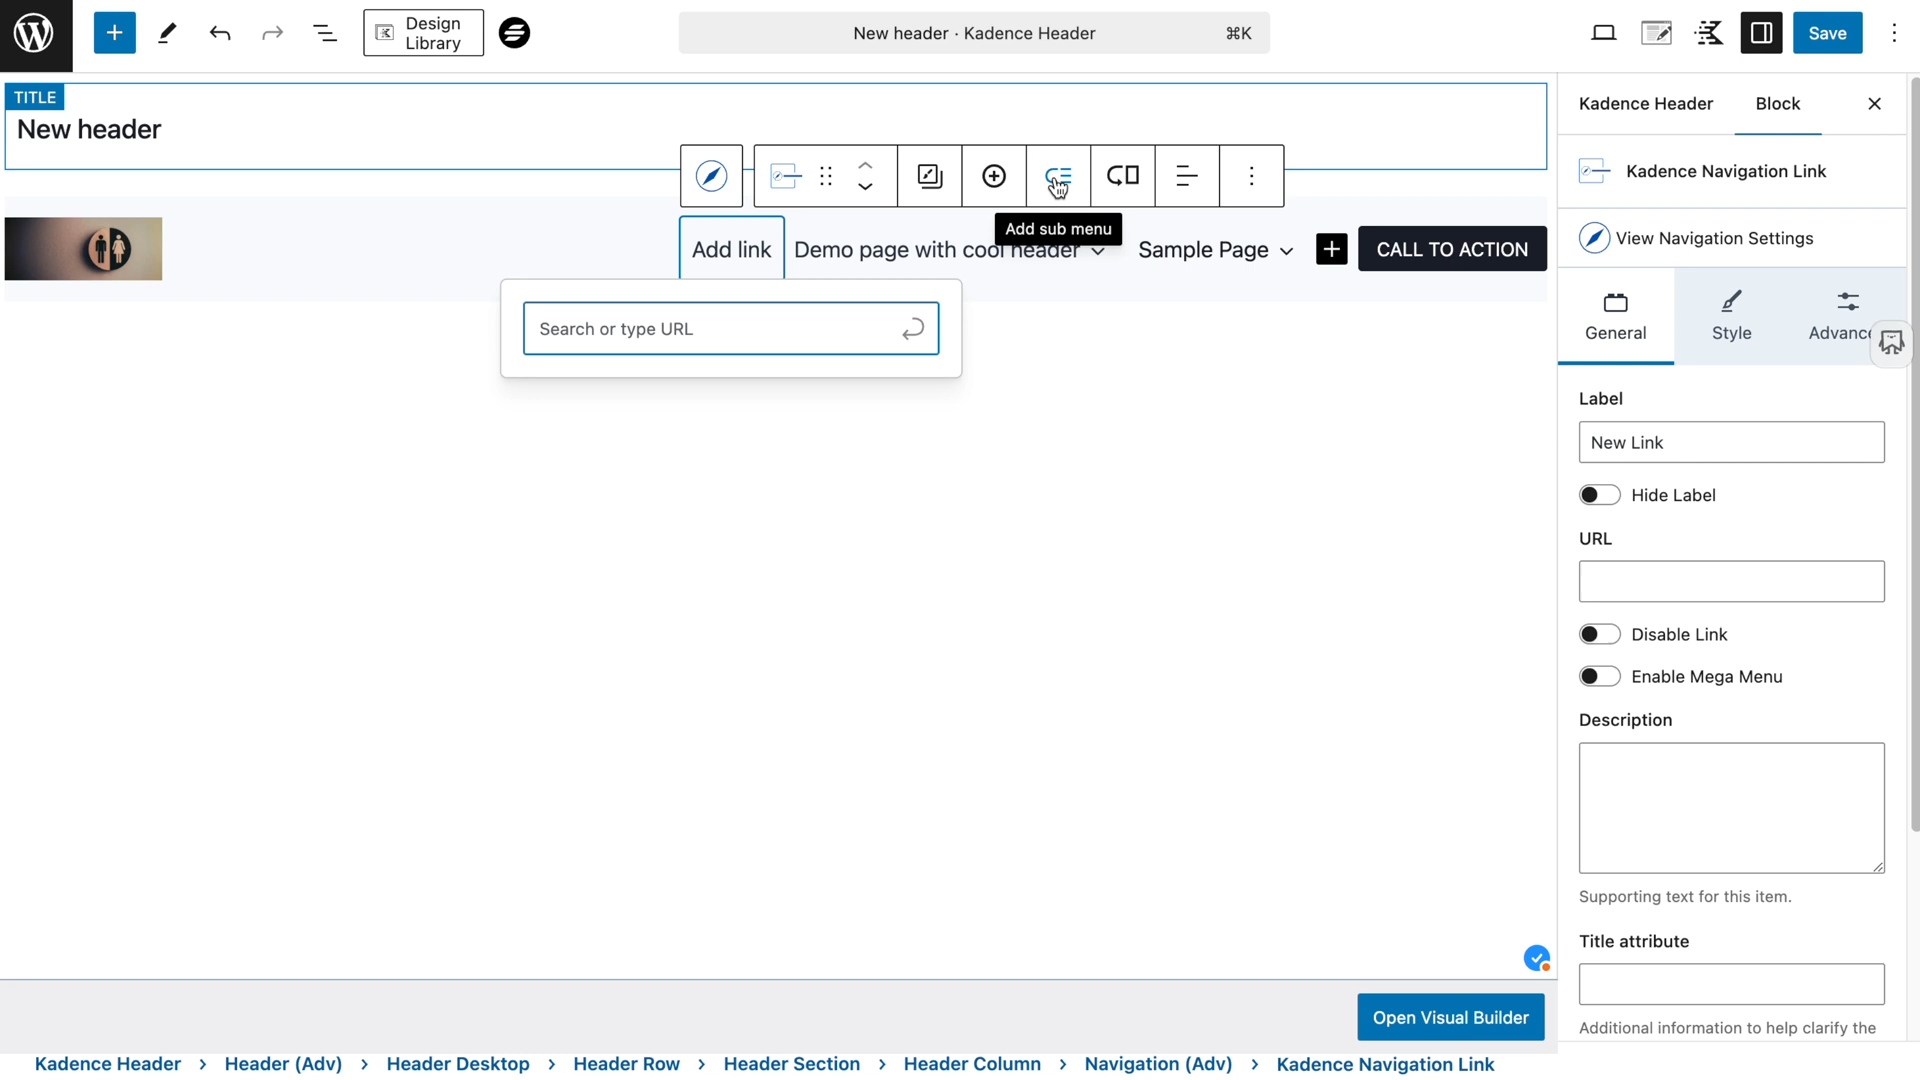 Design
Library
New header · Kadence Header ⌘K
Save
TITLE
New header
Add sub menu
Add link
Demo page with cool header
Sample Page
CALL TO ACTION
Search or type URL
Kadence Header
Block
Kadence Navigation Link
View Navigation Settings
General
Style
Advanc
Label
New Link
Hide Label
URL
Disable Link
Enable Mega Menu
Description
Supporting text for this item.
Title attribute
Additional information to help clarify the
Open Visual Builder
Kadence Header > Header (Adv) > Header Desktop > Header Row > Header Section > Header Column > Navigation (Adv) > Kadence Navigation Link